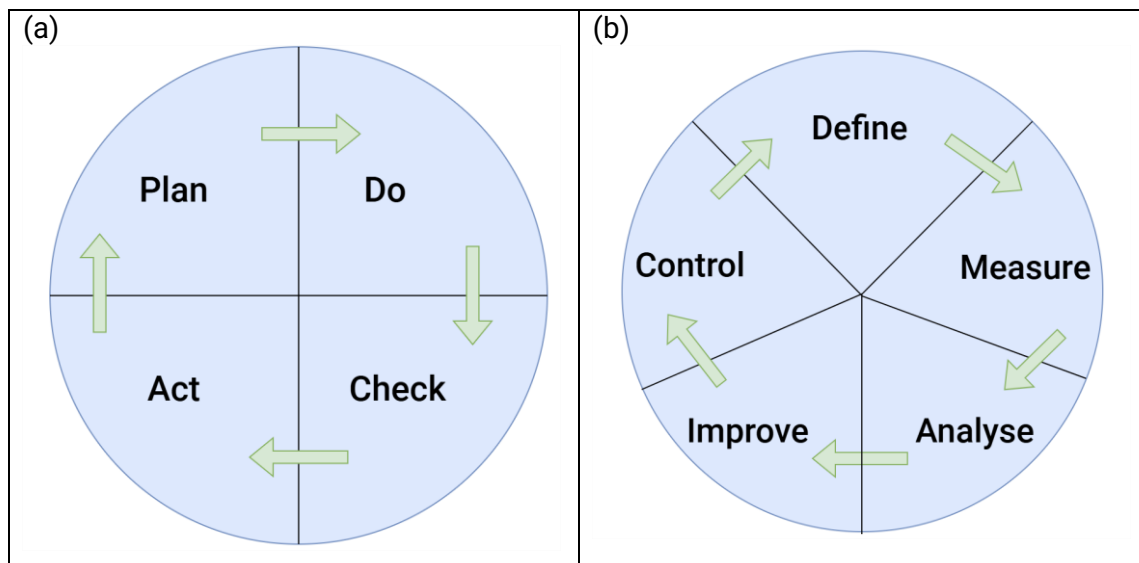 (a)
Plan
Do
Act
Check
(b)
Define
Control
Measure
Improve
Analyse